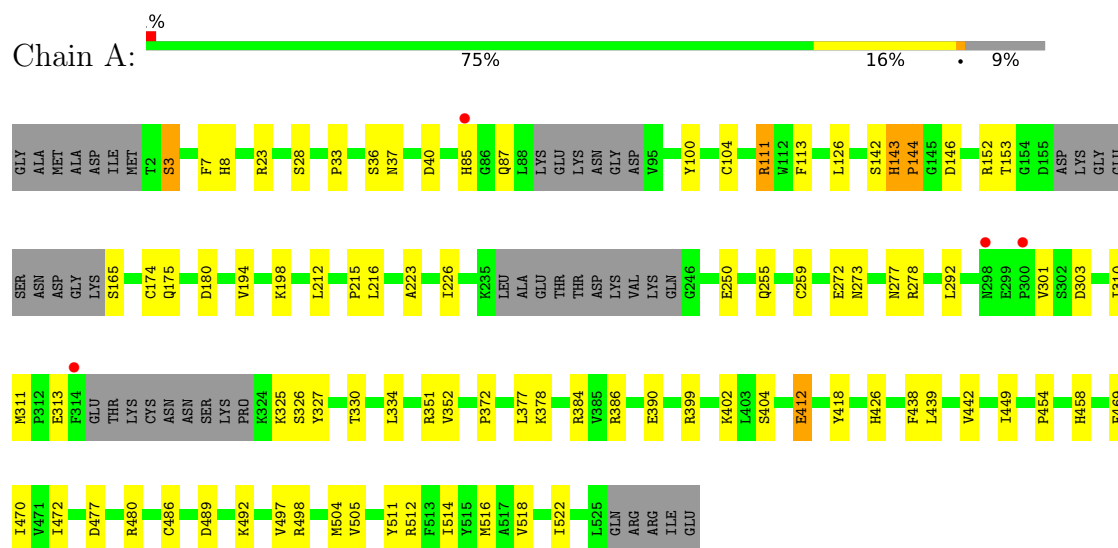 .%
Chain A:
75% 16% • 9%
GLY ALA MET ALA ASP ILE MET T2 S3 F7 H8 R23 S28 P33 S36 N37 D40 H85 G86 Q87 L88 LYS GLU LYS ASN GLY ASP V95 Y100 C104 R111 W112 F113 L126 S142 H143 P144 G145 D146 R152 T153 G154 D155 ASP LYS GLY GLU
SER ASN ASP GLY LYS S165 C174 Q175 D180 V194 K198 L212 P215 L216 A223 I226 K235 LEU ALA GLU THR THR ASP LYS VAL LYS GLN G246 E250 Q255 C259 E272 N273 N277 R278 L292 N298 E299 P300 V301 S302 D303 I310
M311 P312 E313 F314 GLU THR LYS CYS ASN ASN SER LYS PRO K324 K325 S326 Y327 T330 L334 R351 V352 P372 L377 K378 R384 V385 R386 E390 R399 K402 L403 S404 E412 Y418 H426 F438 L439 V442 I449 P454 H458 E469
I470 V471 I472 D477 R480 C486 D489 K492 V497 R498 M504 V505 Y511 R512 F513 I514 Y515 M516 A517 V518 I522 L525 GLN ARG ARG ILE GLU